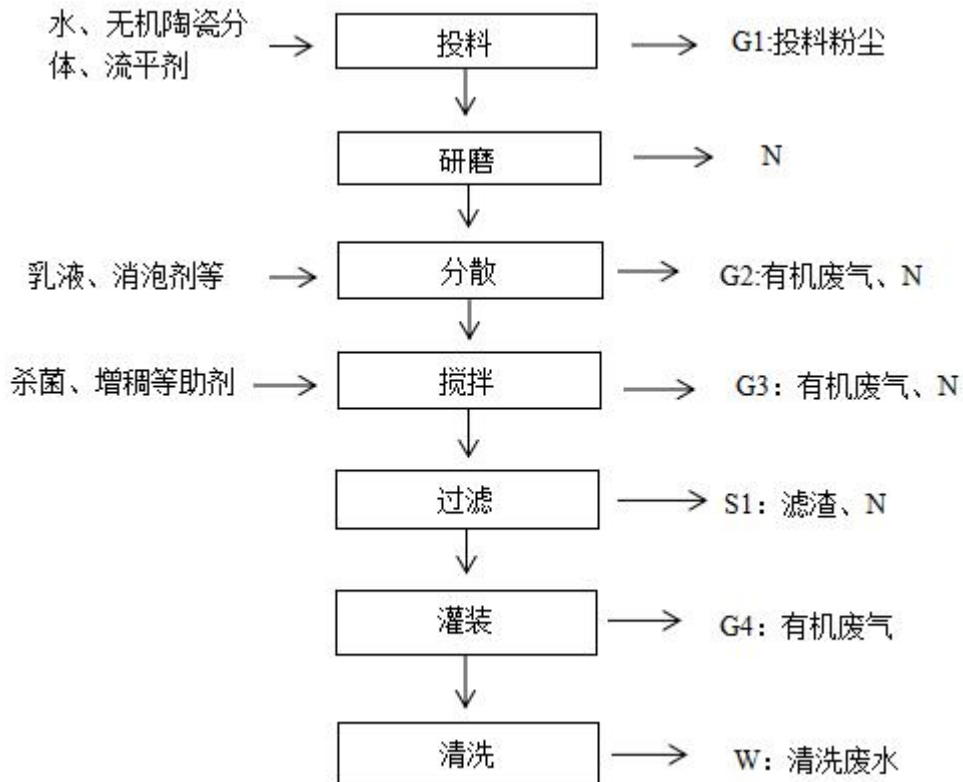 水、无机陶瓷分
体、流平剂
投料
G1:投料粉尘
研磨
N
乳液、消泡剂等
分散
G2:有机废气、N
杀菌、增稠等助剂
搅拌
G3：有机废气、N
过滤
S1：滤渣、N
灌装
G4：有机废气
清洗
W：清洗废水